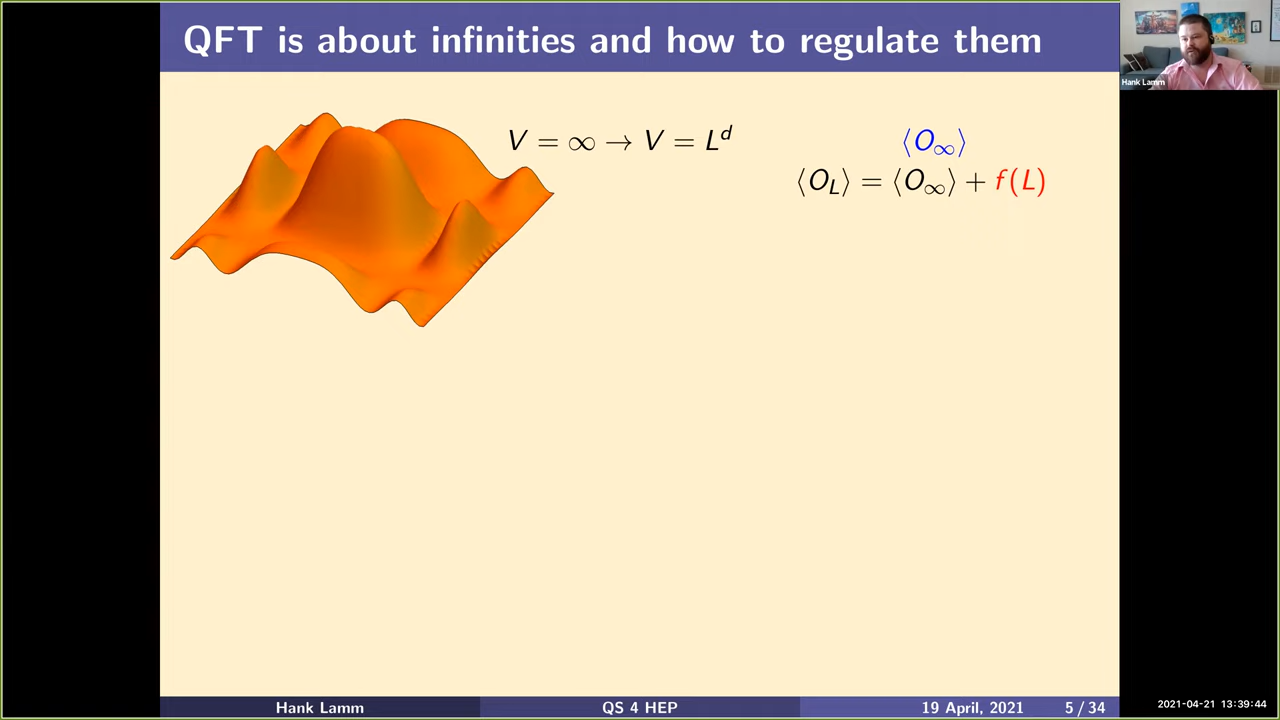 QFT is about infinities and how to regulate them
Hank Lamm
V = ∞ → V = L^d
⟨O_∞⟩
⟨O_L⟩ = ⟨O_∞⟩ + f(L)
Hank Lamm
QS 4 HEP
19 April, 2021
5 / 34
2021-04-21 13:39:44